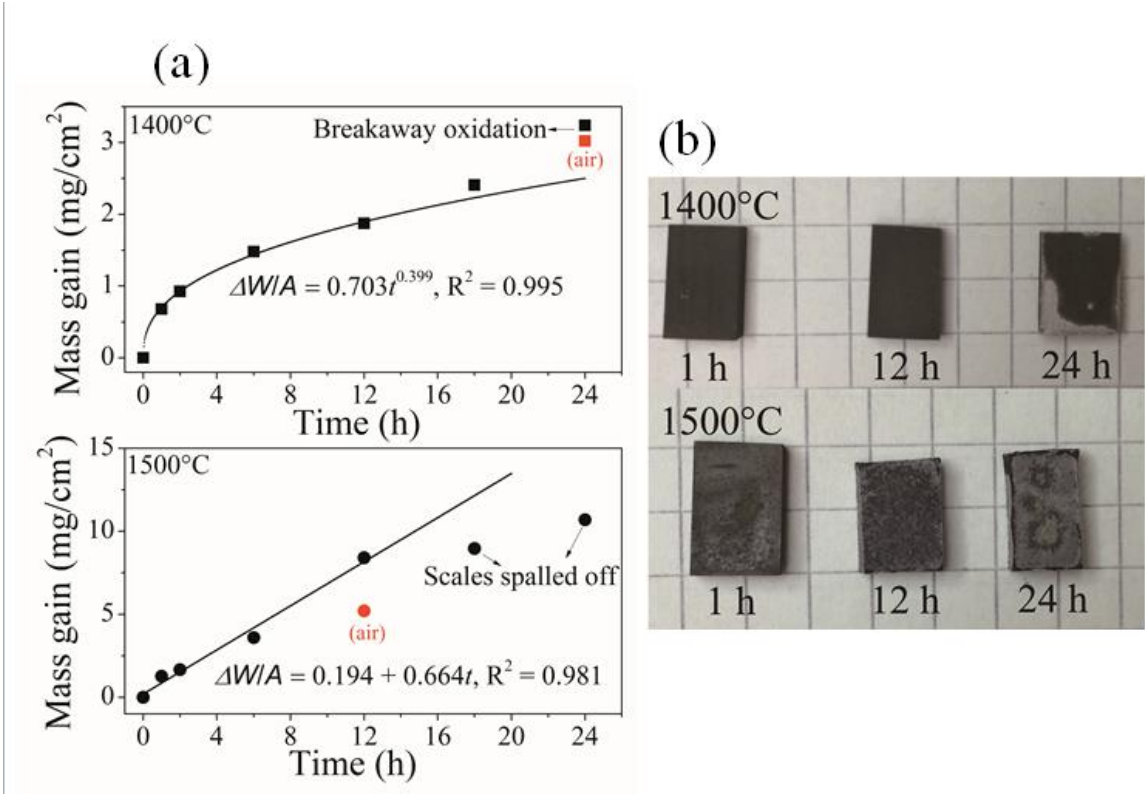 (a)
Mass gain (mg/cm²)
1400°C
3
2
1
0
Breakaway oxidation
(air)
ΔW/A = 0.703t^0.399, R² = 0.995
0 4 8 12 16 20 24
Time (h)
Mass gain (mg/cm²)
1500°C
15
10
5
0
Scales spalled off
(air)
ΔW/A = 0.194 + 0.664t, R² = 0.981
0 4 8 12 16 20 24
Time (h)
(b)
1400°C
1 h 12 h 24 h
1500°C
1 h 12 h 24 h